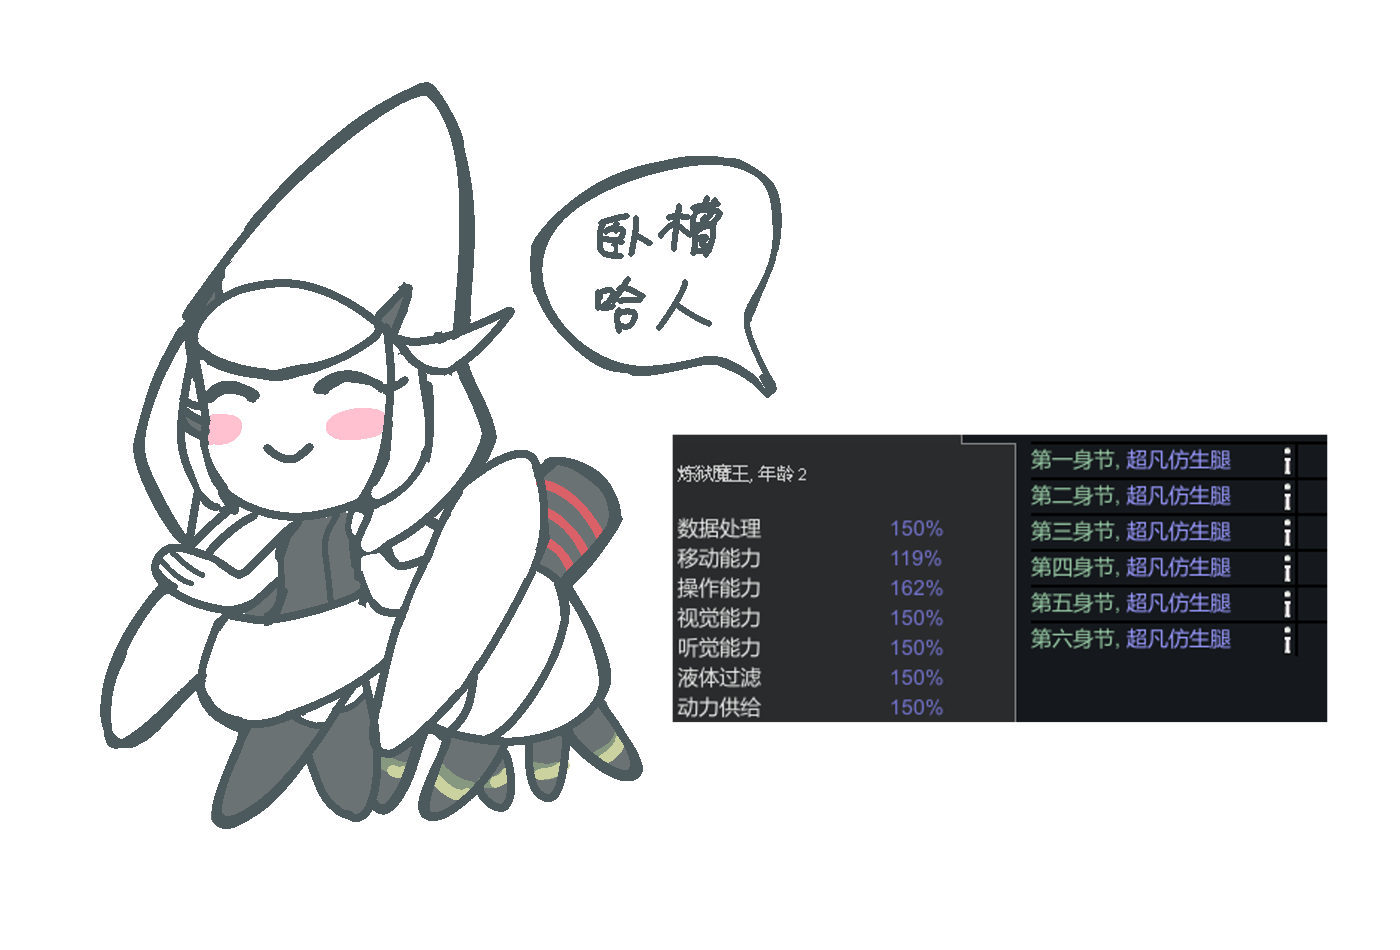 卧槽
哈人
炼狱魔王, 年龄 2
数据处理 150%
移动能力 119%
操作能力 162%
视觉能力 150%
听觉能力 150%
液体过滤 150%
动力供给 150%
第一身节, 超凡仿生腿
第二身节, 超凡仿生腿
第三身节, 超凡仿生腿
第四身节, 超凡仿生腿
第五身节, 超凡仿生腿
第六身节, 超凡仿生腿